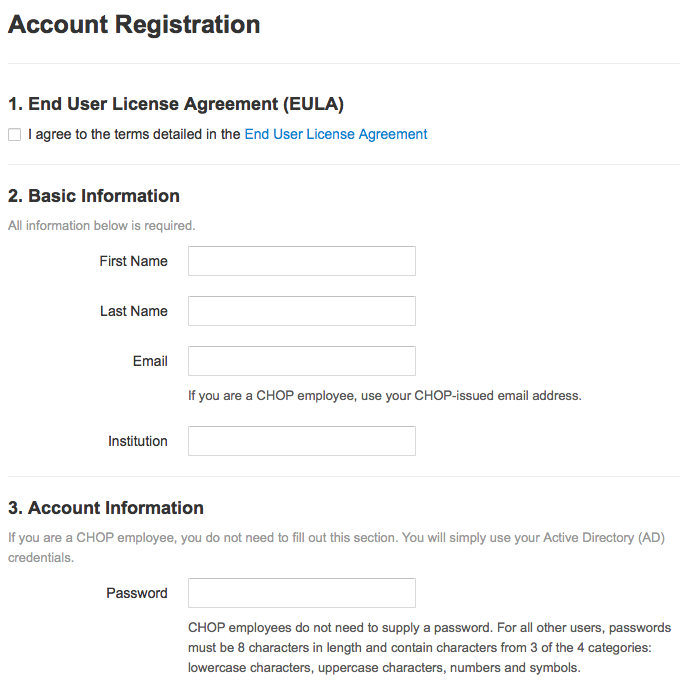 Account Registration
1. End User License Agreement (EULA)
I agree to the terms detailed in the End User License Agreement
2. Basic Information
All information below is required.
First Name
Last Name
Email
If you are a CHOP employee, use your CHOP-issued email address.
Institution
3. Account Information
If you are a CHOP employee, you do not need to fill out this section. You will simply use your Active Directory (AD)
credentials.
Password
CHOP employees do not need to supply a password. For all other users, passwords
must be 8 characters in length and contain characters from 3 of the 4 categories:
lowercase characters, uppercase characters, numbers and symbols.